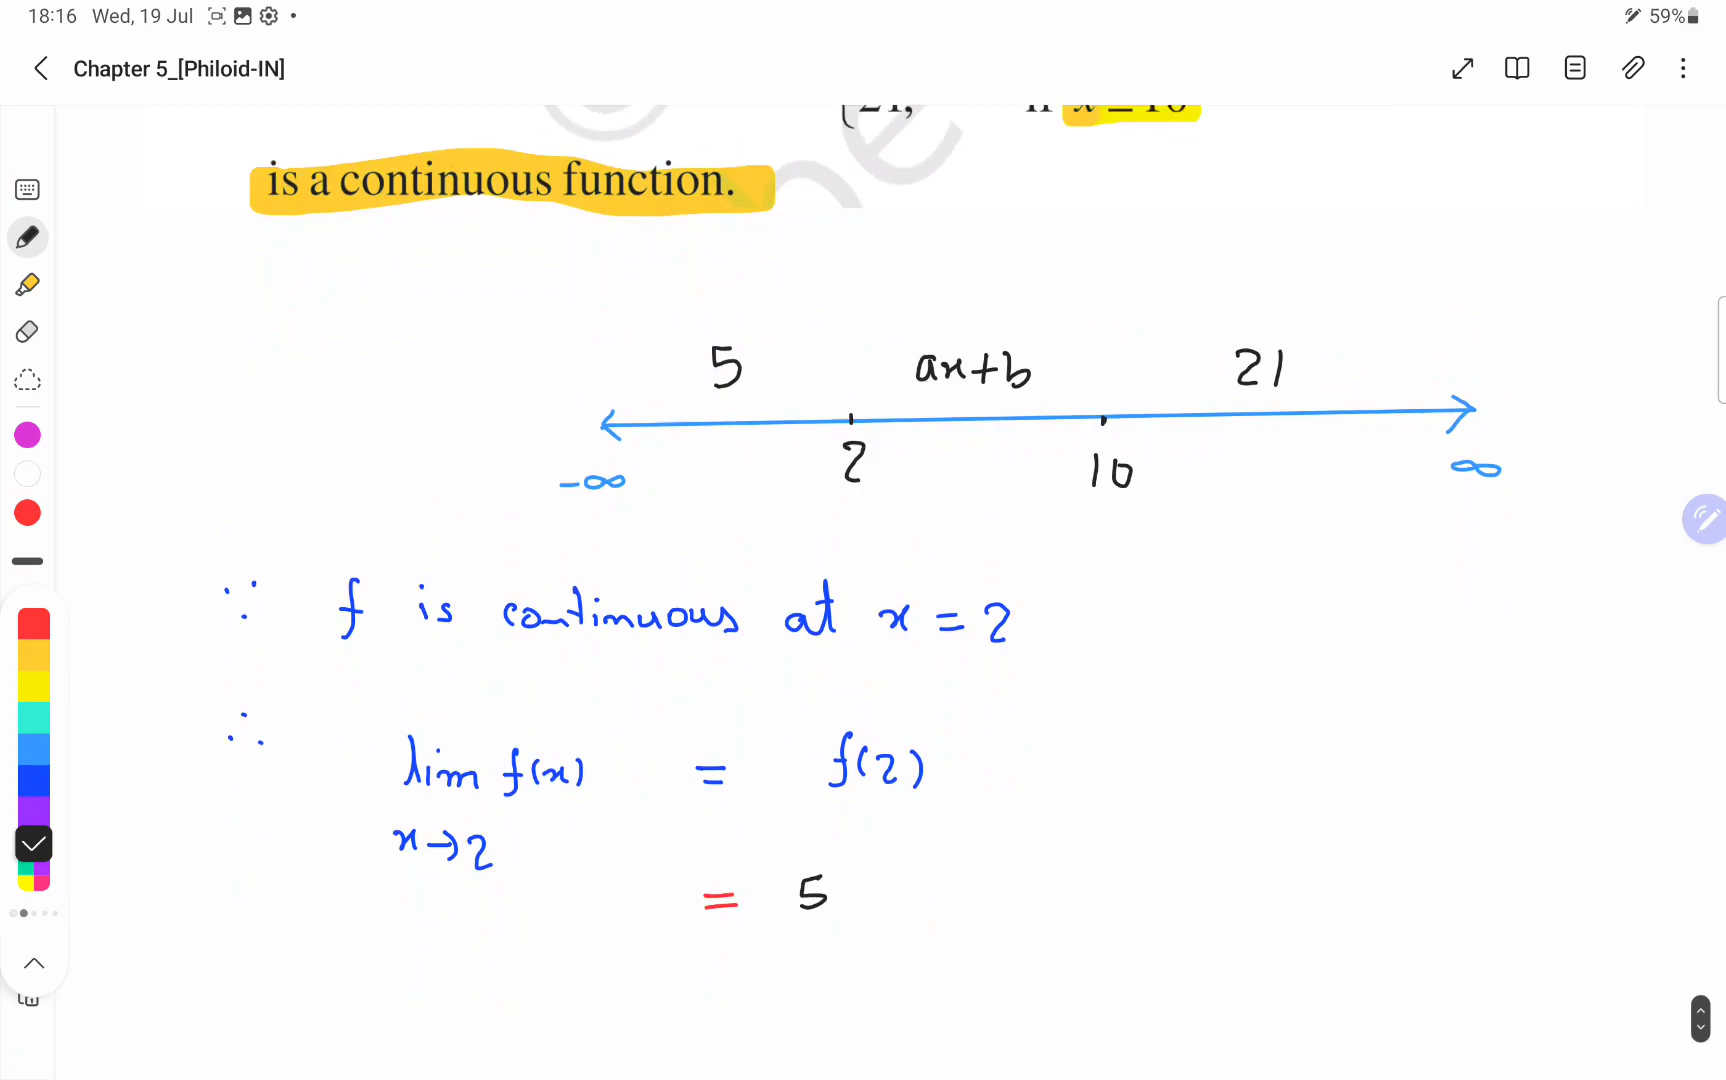 18:16 Wed, 19 Jul 59%
Chapter 5_[Philoid-IN]
is a continuous function.
5 ax+b 21
-∞ 2 10 ∞
∵ f is continuous at x = 2
∴ lim f(x) = f(2)
x→2
= 5